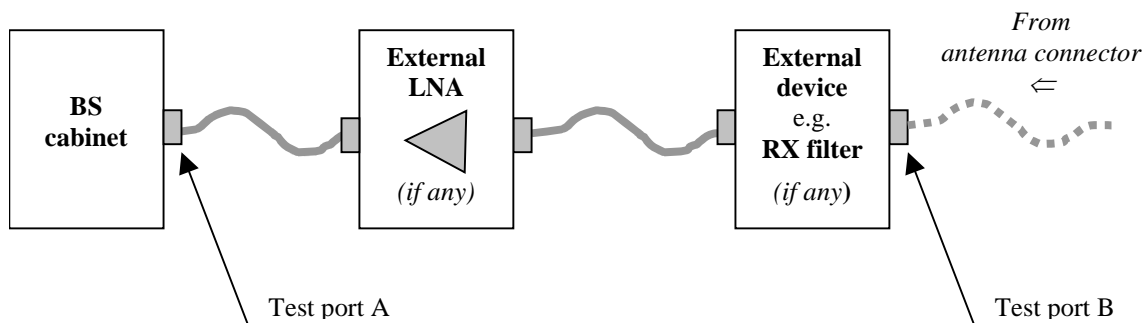 BS
cabinet
External
LNA
(if any)
External
device
e.g.
RX filter
(if any)
From
antenna connector
⇐
Test port A
Test port B